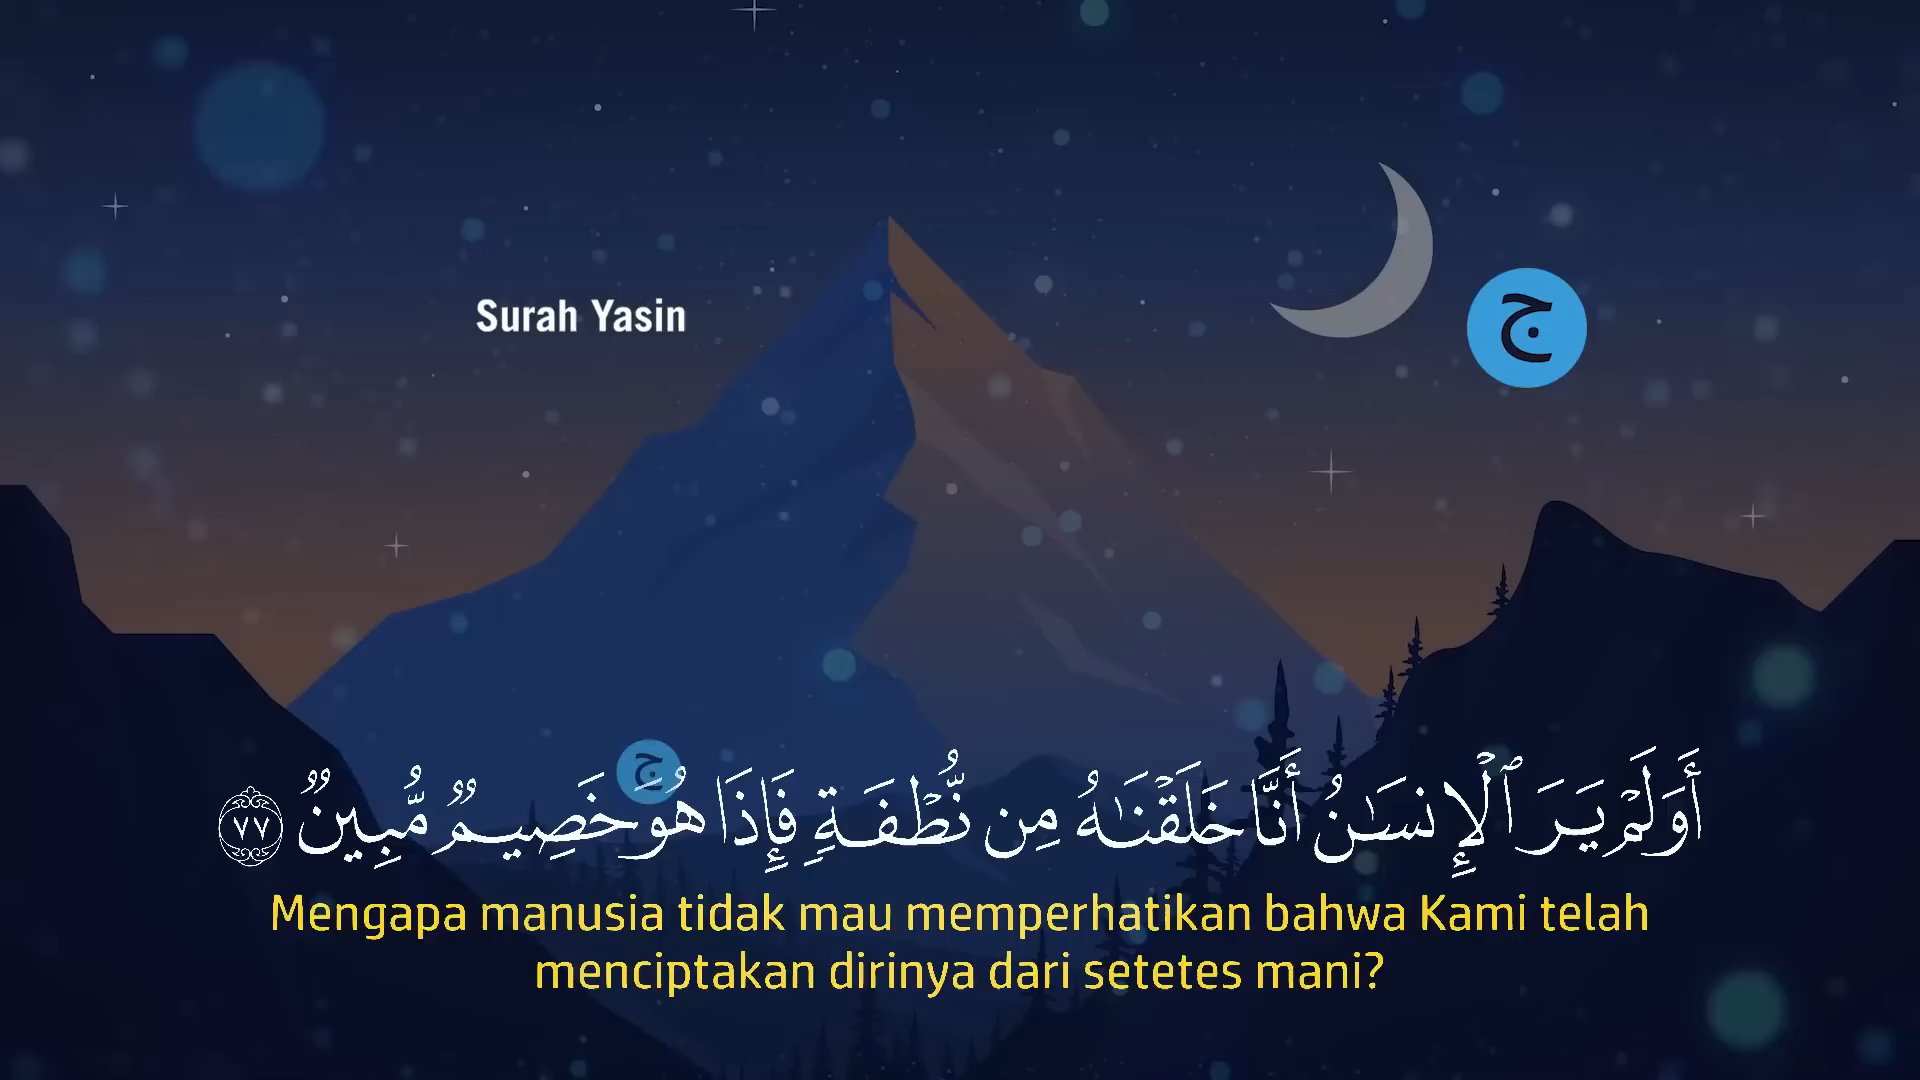 Surah Yasin
ج
ج
أَوَلَمْ يَرَ ٱلْإِنسَـٰنُ أَنَّا خَلَقْنَـٰهُ مِن نُّطْفَةٍ فَإِذَا هُوَ خَصِيمٌ مُّبِينٌ ٧٧
Mengapa manusia tidak mau memperhatikan bahwa Kami telah
menciptakan dirinya dari setetes mani?